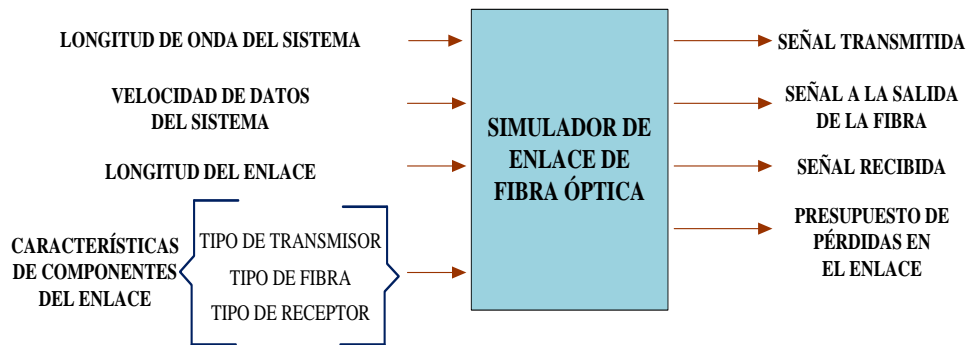 LONGITUD DE ONDA DEL SISTEMA
VELOCIDAD DE DATOS
DEL SISTEMA
LONGITUD DEL ENLACE
CARACTERÍSTICAS
DE COMPONENTES
DEL ENLACE
TIPO DE TRANSMISOR
TIPO DE FIBRA
TIPO DE RECEPTOR
SIMULADOR DE
ENLACE DE
FIBRA ÓPTICA
SEÑAL TRANSMITIDA
SEÑAL A LA SALIDA
DE LA FIBRA
SEÑAL RECIBIDA
PRESUPUESTO DE
PÉRDIDAS EN
EL ENLACE